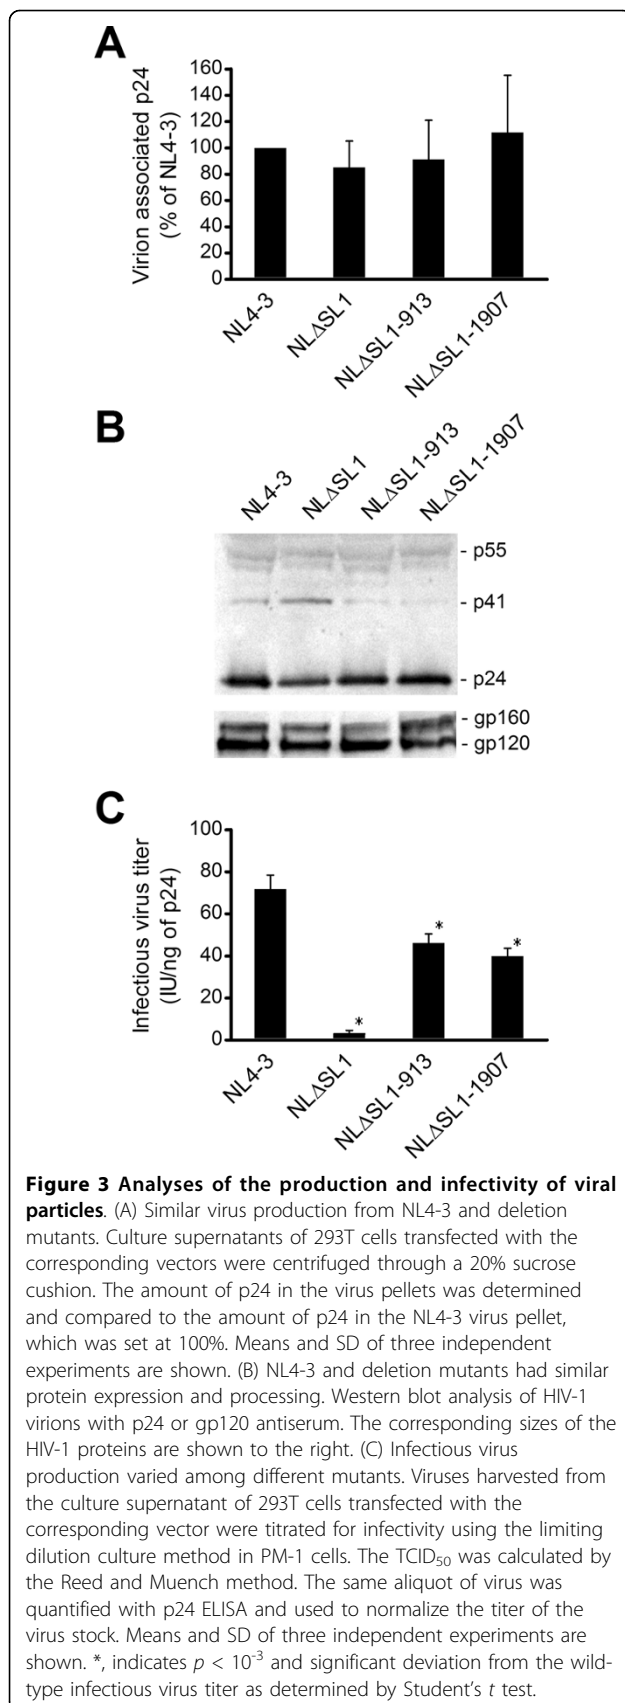 A
160
140
120
100
80
60
40
20
0
Virion associated p24
(% of NL4-3)
NL4-3
NLΔSL1
NLΔSL1-913
NLΔSL1-1907
B
NL4-3
NLΔSL1
NLΔSL1-913
NLΔSL1-1907
- p55
- p41
- p24
- gp160
- gp120
C
100
80
60
40
20
0
Infectious virus titer
(IU/ng of p24)
*
*
*
NL4-3
NLΔSL1
NLΔSL1-913
NLΔSL1-1907
Figure 3 Analyses of the production and infectivity of viral
particles. (A) Similar virus production from NL4-3 and deletion
mutants. Culture supernatants of 293T cells transfected with the
corresponding vectors were centrifuged through a 20% sucrose
cushion. The amount of p24 in the virus pellets was determined
and compared to the amount of p24 in the NL4-3 virus pellet,
which was set at 100%. Means and SD of three independent
experiments are shown. (B) NL4-3 and deletion mutants had similar
protein expression and processing. Western blot analysis of HIV-1
virions with p24 or gp120 antiserum. The corresponding sizes of the
HIV-1 proteins are shown to the right. (C) Infectious virus
production varied among different mutants. Viruses harvested from
the culture supernatant of 293T cells transfected with the
corresponding vector were titrated for infectivity using the limiting
dilution culture method in PM-1 cells. The TCID₅₀ was calculated by
the Reed and Muench method. The same aliquot of virus was
quantified with p24 ELISA and used to normalize the titer of the
virus stock. Means and SD of three independent experiments are
shown. *, indicates p < 10⁻³ and significant deviation from the wild-
type infectious virus titer as determined by Student's t test.